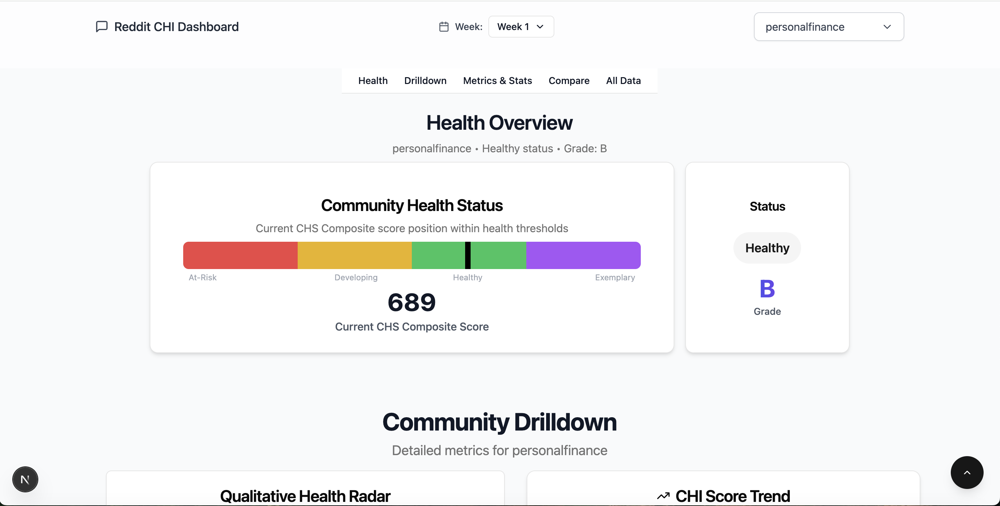 Reddit CHI Dashboard
Week: Week 1
personalfinance
Health Drilldown Metrics & Stats Compare All Data
Health Overview
personalfinance • Healthy status • Grade: B
Community Health Status
Current CHS Composite score position within health thresholds
At-Risk Developing Healthy Exemplary
689
Current CHS Composite Score
Status
Healthy
B
Grade
Community Drilldown
Detailed metrics for personalfinance
Qualitative Health Radar
CHI Score Trend
N